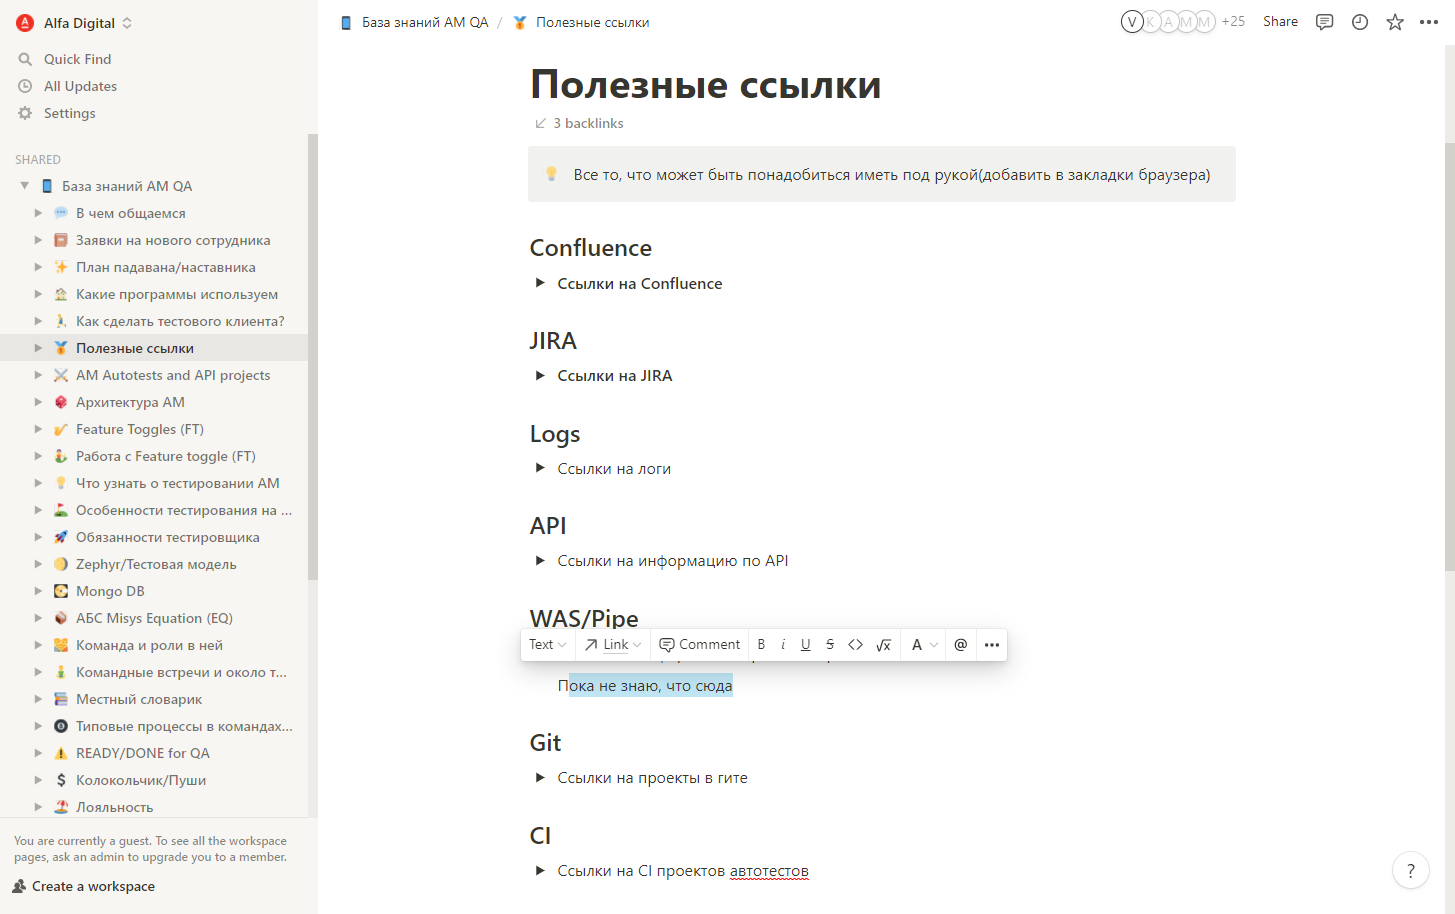 Alfa Digital
Quick Find
All Updates
Settings
SHARED
База знаний AM QA
В чем общаемся
Заявки на нового сотрудника
План падавана/наставника
Какие программы используем
Как сделать тестового клиента?
Полезные ссылки
AM Autotests and API projects
Архитектура АМ
Feature Toggles (FT)
Работа с Feature toggle (FT)
Что узнать о тестировании АМ
Особенности тестирования на ...
Обязанности тестировщика
Zephyr/Тестовая модель
Mongo DB
АБС Misys Equation (EQ)
Команда и роли в ней
Командные встречи и около т...
Местный словарик
Типовые процессы в командах...
READY/DONE for QA
Колокольчик/Пуши
Лояльность
You are currently a guest. To see all the workspace
pages, ask an admin to upgrade you to a member.
Create a workspace
База знаний AM QA / Полезные ссылки
V K A M M +25 Share
Полезные ссылки
3 backlinks
Все то, что может быть понадобиться иметь под рукой(добавить в закладки браузера)
Confluence
Ссылки на Confluence
JIRA
Ссылки на JIRA
Logs
Ссылки на логи
API
Ссылки на информацию по API
WAS/Pipe
Text Link Comment B i U S <> √x A @ •••
Пока не знаю, что сюда
Git
Ссылки на проекты в гите
CI
Ссылки на CI проектов автотестов
?